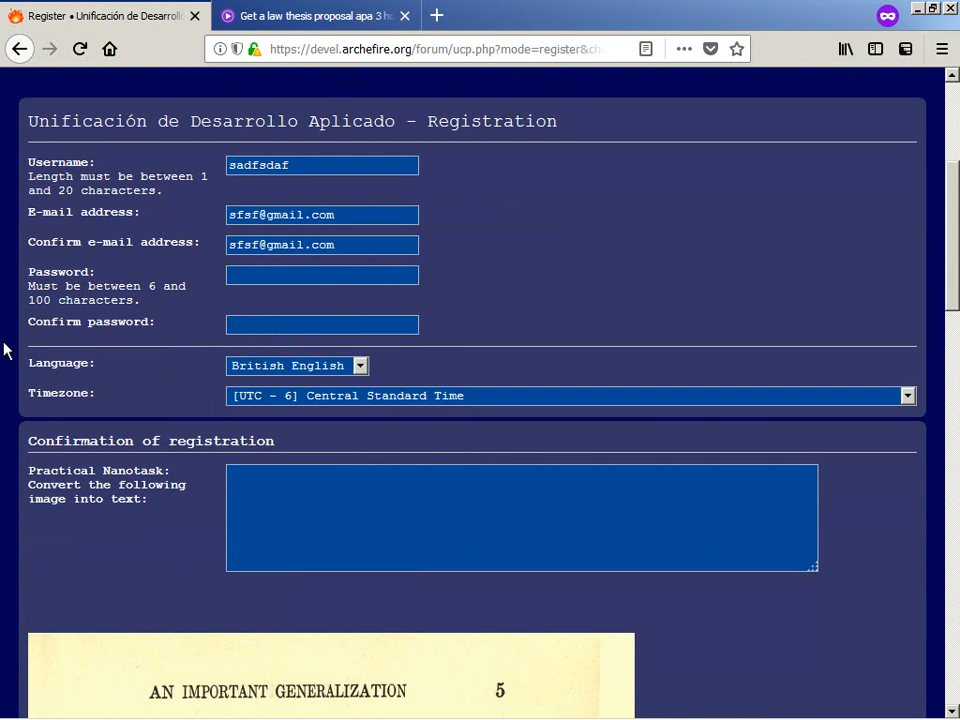 Register • Unificación de Desarroll
Get a law thesis proposal apa 3 h
https://devel.archefire.org/forum/ucp.php?mode=register&c
Unificación de Desarrollo Aplicado - Registration
Username:
sadfsdaf
Length must be between 1
and 20 characters.
E-mail address:
sfsf@gmail.com
Confirm e-mail address:
sfsf@gmail.com
Password:
Must be between 6 and
100 characters.
Confirm password:
Language:
British English
Timezone:
[UTC - 6] Central Standard Time
Confirmation of registration
Practical Nanotask:
Convert the following
image into text:
AN IMPORTANT GENERALIZATION 5